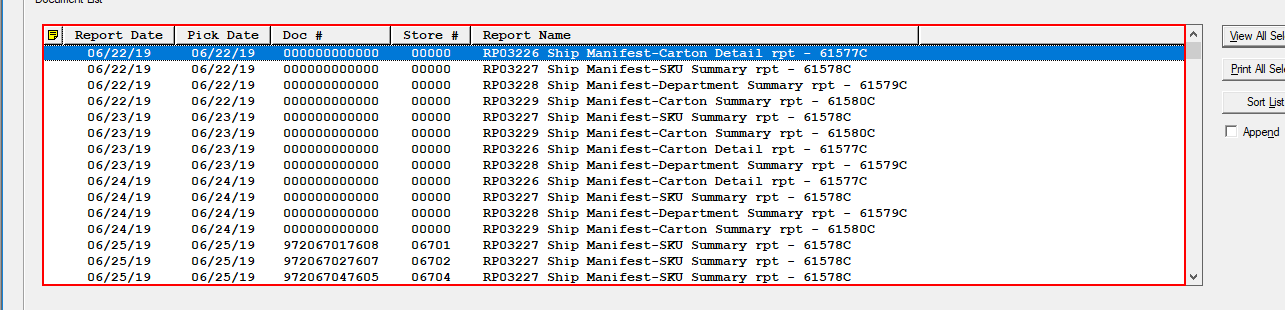 Document List
Report Date Pick Date Doc # Store # Report Name
06/22/19 06/22/19 000000000000 00000 RP03226 Ship Manifest-Carton Detail rpt - 61577C
06/22/19 06/22/19 000000000000 00000 RP03227 Ship Manifest-SKU Summary rpt - 61578C
06/22/19 06/22/19 000000000000 00000 RP03228 Ship Manifest-Department Summary rpt - 61579C
06/22/19 06/22/19 000000000000 00000 RP03229 Ship Manifest-Carton Summary rpt - 61580C
06/23/19 06/23/19 000000000000 00000 RP03227 Ship Manifest-SKU Summary rpt - 61578C
06/23/19 06/23/19 000000000000 00000 RP03229 Ship Manifest-Carton Summary rpt - 61580C
06/23/19 06/23/19 000000000000 00000 RP03226 Ship Manifest-Carton Detail rpt - 61577C
06/23/19 06/23/19 000000000000 00000 RP03228 Ship Manifest-Department Summary rpt - 61579C
06/24/19 06/24/19 000000000000 00000 RP03226 Ship Manifest-Carton Detail rpt - 61577C
06/24/19 06/24/19 000000000000 00000 RP03227 Ship Manifest-SKU Summary rpt - 61578C
06/24/19 06/24/19 000000000000 00000 RP03228 Ship Manifest-Department Summary rpt - 61579C
06/24/19 06/24/19 000000000000 00000 RP03229 Ship Manifest-Carton Summary rpt - 61580C
06/25/19 06/25/19 972067017608 06701 RP03227 Ship Manifest-SKU Summary rpt - 61578C
06/25/19 06/25/19 972067027607 06702 RP03227 Ship Manifest-SKU Summary rpt - 61578C
06/25/19 06/25/19 972067047605 06704 RP03227 Ship Manifest-SKU Summary rpt - 61578C
View All Sel
Print All Sel
Sort List
Append